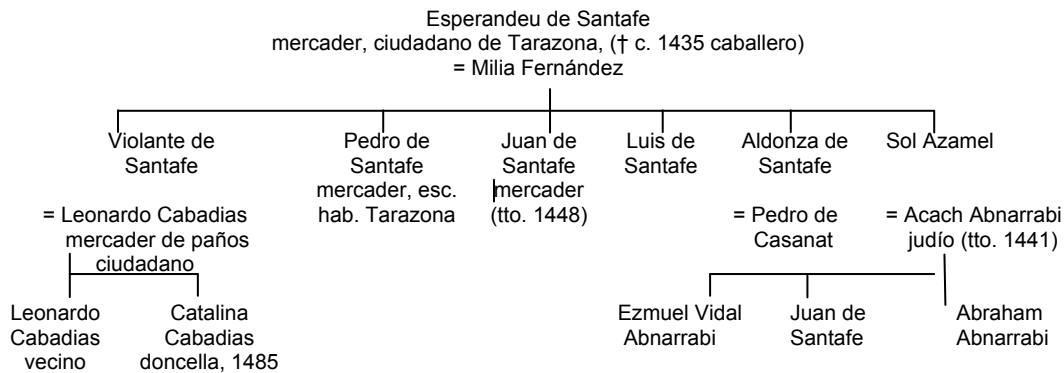 Esperandeu de Santafe
mercader, ciudadano de Tarazona, († c. 1435 caballero)
= Milia Fernández
Violante de
Santafe
Pedro de
Santafe
mercader, esc.
hab. Tarazona
Juan de
Santafe
mercader
(tto. 1448)
Luis de
Santafe
Aldonza de
Santafe
Sol Azamel
= Leonardo Cabadias
mercader de paños
ciudadano
= Pedro de
Casanat
= Acach Abnarrabi
judío (tto. 1441)
Leonardo
Cabadias
vecino
Catalina
Cabadias
doncella, 1485
Ezmuel Vidal
Abnarrabi
Juan de
Santafe
Abraham
Abnarrabi